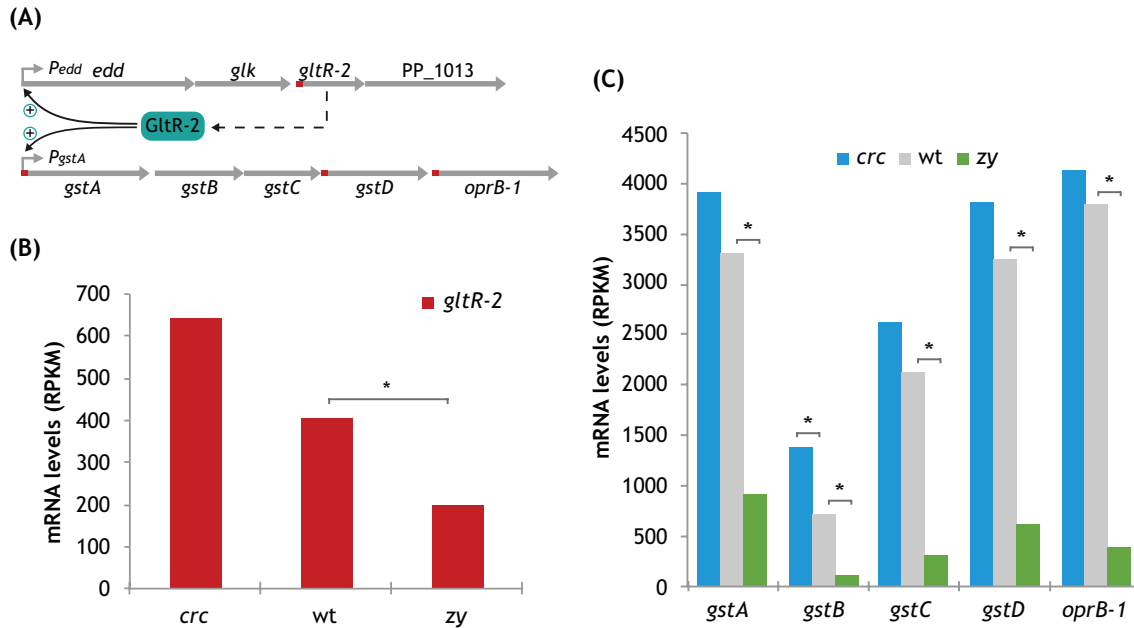 (A)
Pedd edd glk gltR-2 PP_1013
+
GltR-2
+
PgstA
gstA gstB gstC gstD oprB-1
(B)
mRNA levels (RPKM)
700
600
500
400
300
200
100
0
gltR-2
*
crc wt zy
(C)
mRNA levels (RPKM)
4500
4000
3500
3000
2500
2000
1500
1000
500
0
crc wt zy
*
*
*
*
*
*
gstA gstB gstC gstD oprB-1